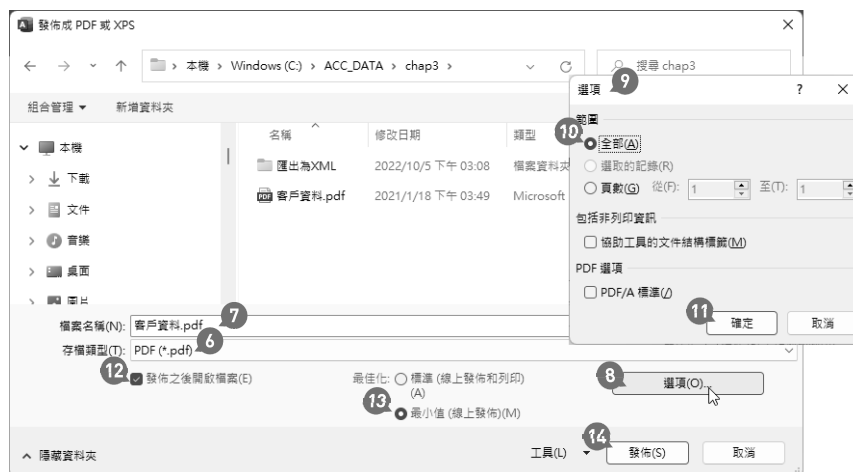 發佈成 PDF 或 XPS
本機 › Windows (C:) › ACC_DATA › chap3 ›
搜尋 chap3
組合管理 新增資料夾
名稱 修改日期 類型
本機
下載
文件
音樂
桌面
圖片
匯出為XML 2022/10/5 下午 03:08 檔案資料夾
客戶資料.pdf 2021/1/18 下午 03:49 Microsoft
檔案名稱(N): 客戶資料.pdf 7
存檔類型(T): PDF (*.pdf) 6
12 發佈之後開啟檔案(E)
最佳化: 標準 (線上發佈和列印)
(A)
13 最小值 (線上發佈)(M)
8 選項(O)...
隱藏資料夾
工具(L) 14 發佈(S) 取消
選項 9 ?
範圍
10 全部(A)
選取的記錄(R)
頁數(G) 從(F): 1 至(T): 1
包括非列印資訊
協助工具的文件結構標籤(M)
PDF 選項
PDF/A 標準(/)
11 確定 取消